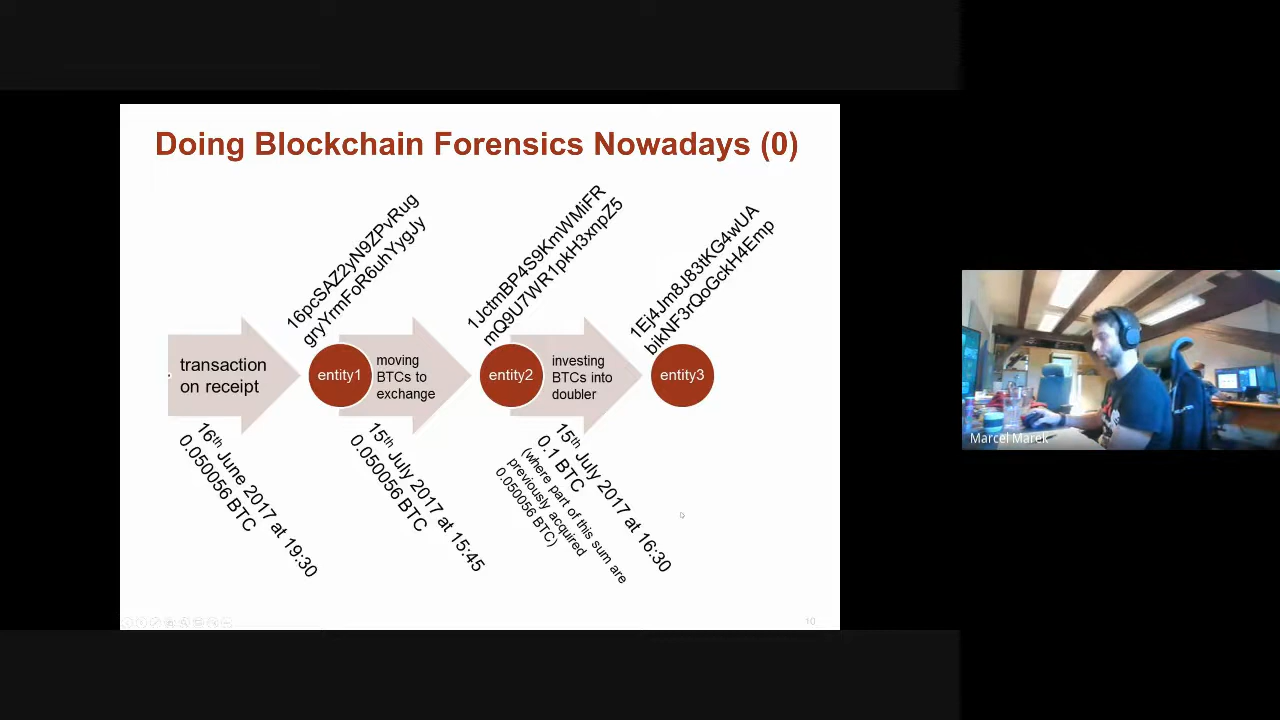 Doing Blockchain Forensics Nowadays (0)
16pcSAZ2yN9ZPvRug
gryYrmFoR6uhYygJy
1JctmBP4S9KmWMiFR
mQ9U7WR1pkH3xnpZ5
1Ej4Jm8J83tKG4wUA
bikNF3rQoGckH4Emp
transaction
on receipt
entity1
moving
BTCs to
exchange
entity2
investing
BTCs into
doubler
entity3
16th June 2017 at 19:30
0.050056 BTC
15th July 2017 at 15:45
0.050056 BTC
15th July 2017 at 16:30
0.1 BTC
(where part of this sum are
previously acquired
0.050056 BTC)
10
Marcel Marek